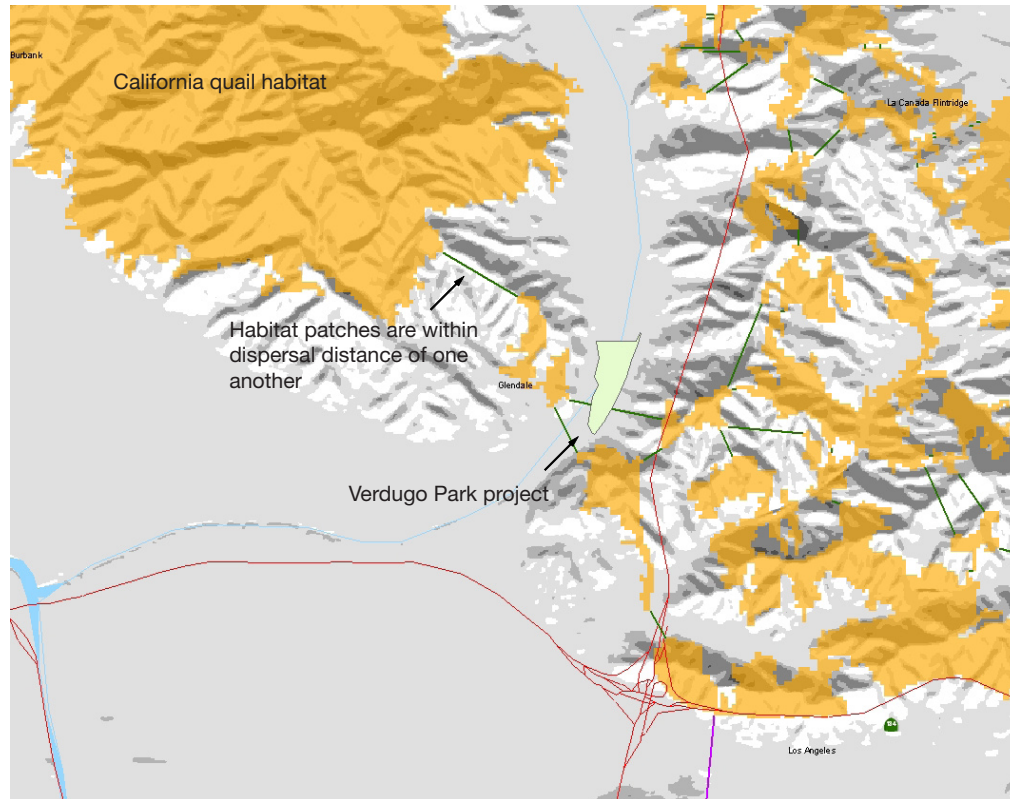 Burbank
California quail habitat
La Canada Flintridge
Habitat patches are within
dispersal distance of one
another
Glendale
Verdugo Park project
134
Los Angeles